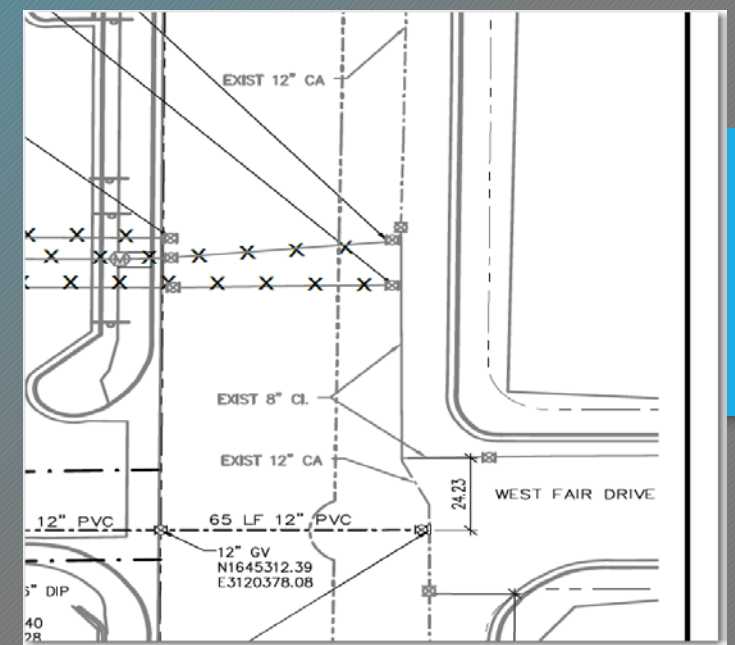 EXIST 12" CA
M
EXIST 8" CI.
EXIST 12" CA
24.23
WEST FAIR DRIVE
12" PVC
65 LF 12" PVC
12" GV
N1645312.39
E3120378.08
" DIP
40
28